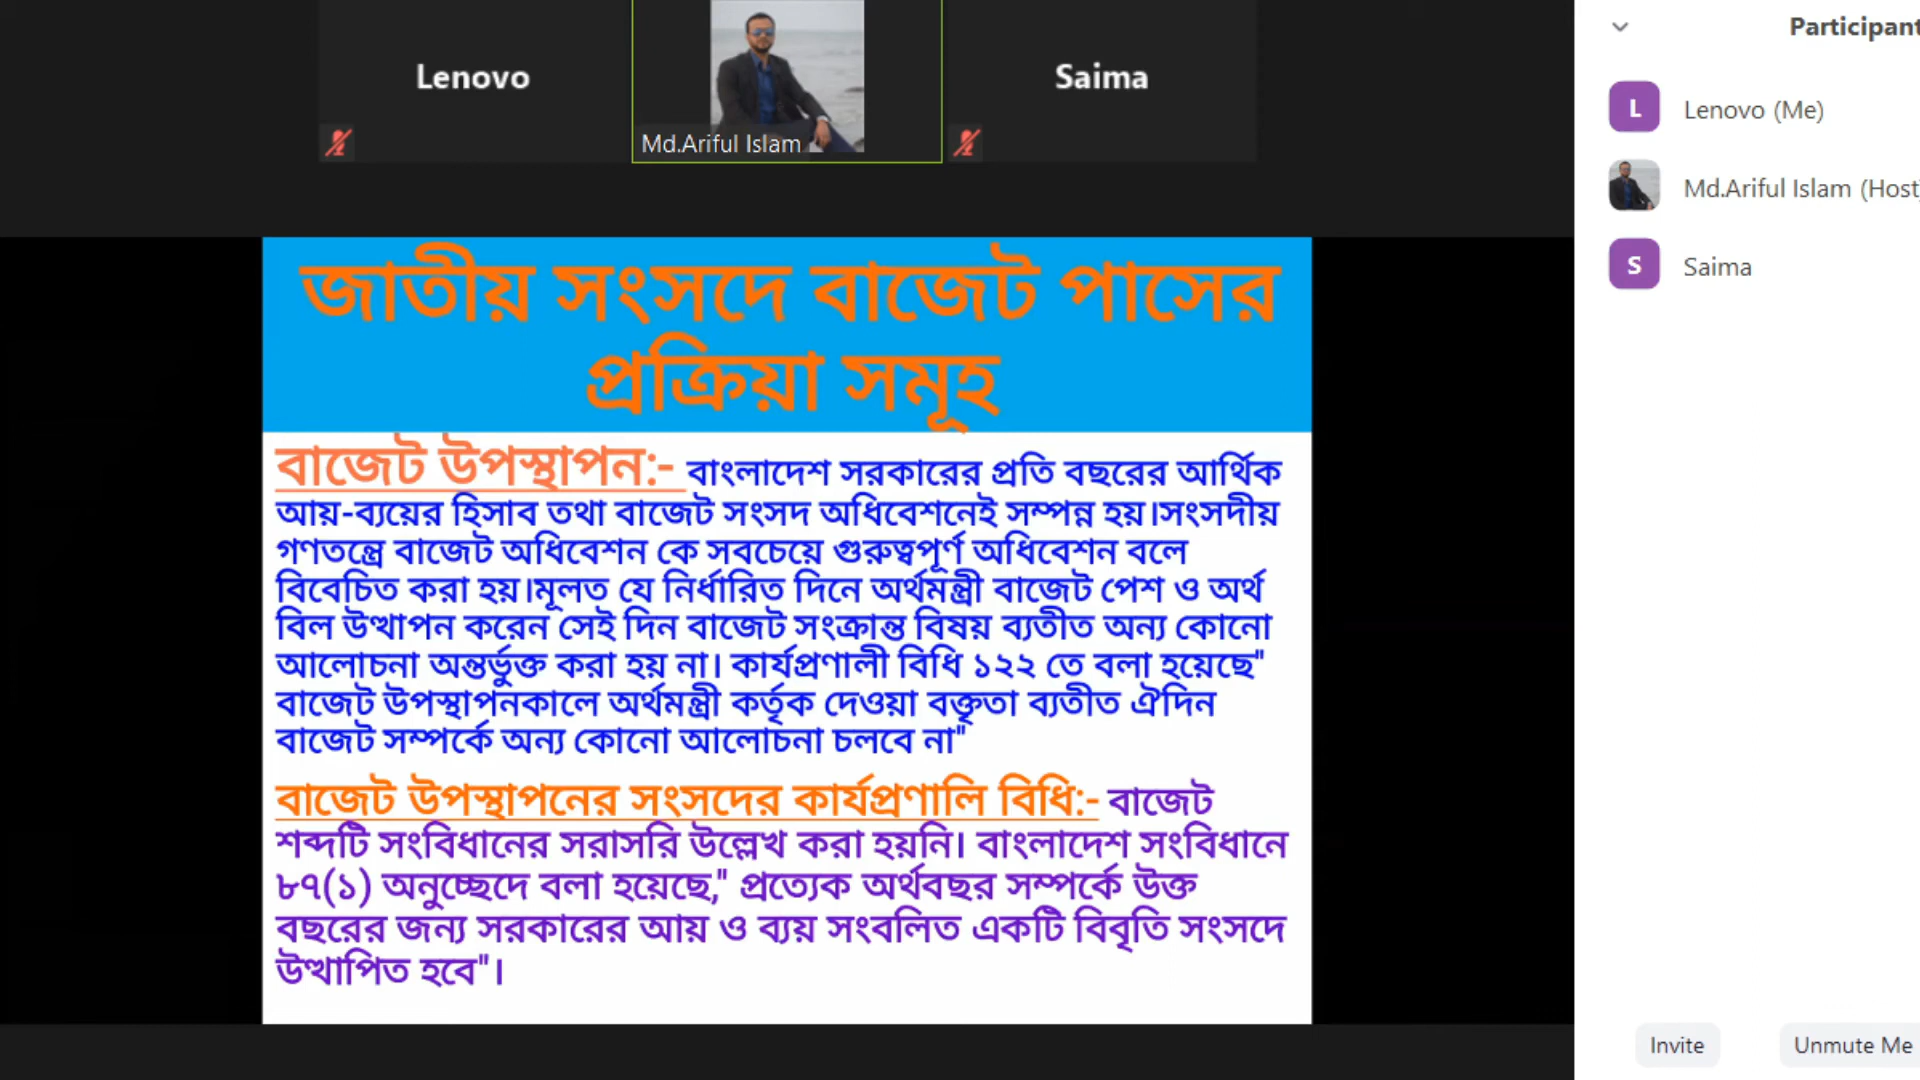 Lenovo
Md.Ariful Islam
Saima
Participant
L Lenovo (Me)
Md.Ariful Islam (Host)
S Saima
জাতীয় সংসদে বাজেট পাসের
প্রক্রিয়া সমূহ
বাজেট উপস্থাপন:- বাংলাদেশ সরকারের প্রতি বছরের আর্থিক
আয়-ব্যয়ের হিসাব তথা বাজেট সংসদ অধিবেশনেই সম্পন্ন হয়।সংসদীয়
গণতন্ত্রে বাজেট অধিবেশন কে সবচেয়ে গুরুত্বপূর্ণ অধিবেশন বলে
বিবেচিত করা হয়।মূলত যে নির্ধারিত দিনে অর্থমন্ত্রী বাজেট পেশ ও অর্থ
বিল উত্থাপন করেন সেই দিন বাজেট সংক্রান্ত বিষয় ব্যতীত অন্য কোনো
আলোচনা অন্তর্ভুক্ত করা হয় না। কার্যপ্রণালী বিধি ১২২ তে বলা হয়েছে"
বাজেট উপস্থাপনকালে অর্থমন্ত্রী কর্তৃক দেওয়া বক্তৃতা ব্যতীত ঐদিন
বাজেট সম্পর্কে অন্য কোনো আলোচনা চলবে না"
বাজেট উপস্থাপনের সংসদের কার্যপ্রণালি বিধি:- বাজেট
শব্দটি সংবিধানের সরাসরি উল্লেখ করা হয়নি। বাংলাদেশ সংবিধানে
৮৭(১) অনুচ্ছেদে বলা হয়েছে," প্রত্যেক অর্থবছর সম্পর্কে উক্ত
বছরের জন্য সরকারের আয় ও ব্যয় সংবলিত একটি বিবৃতি সংসদে
উত্থাপিত হবে"।
Invite
Unmute Me